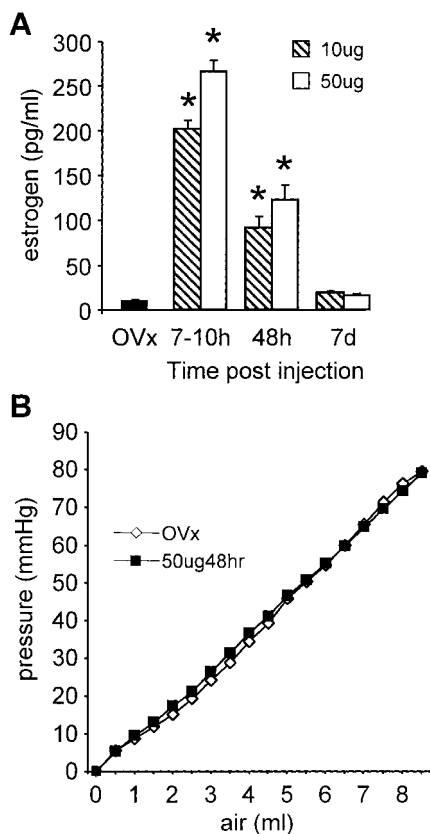 A
300
250
200
150
100
50
0
estrogen (pg/ml)
10ug
50ug
* * * *
OVx 7-10h 48h 7d
Time post injection
B
90
80
70
60
50
40
30
20
10
0
pressure (mmHg)
OVx
50ug48hr
0 1 2 3 4 5 6 7 8
air (ml)